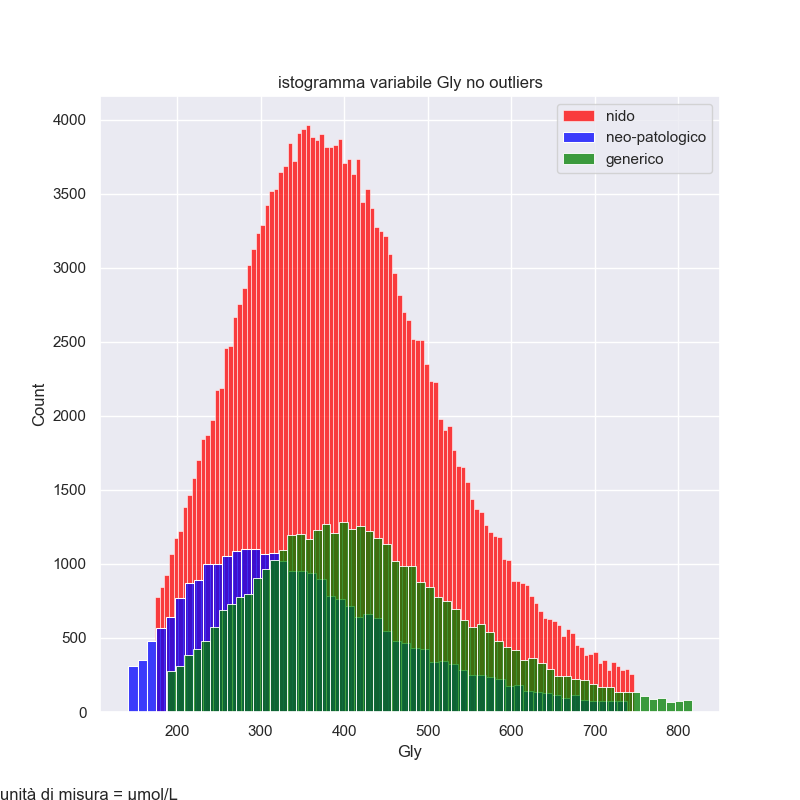 istogramma variabile Gly no outliers
nido
neo-patologico
generico
4000
3500
3000
2500
2000
1500
1000
500
0
Count
200 300 400 500 600 700 800
Gly
unità di misura = μmol/L